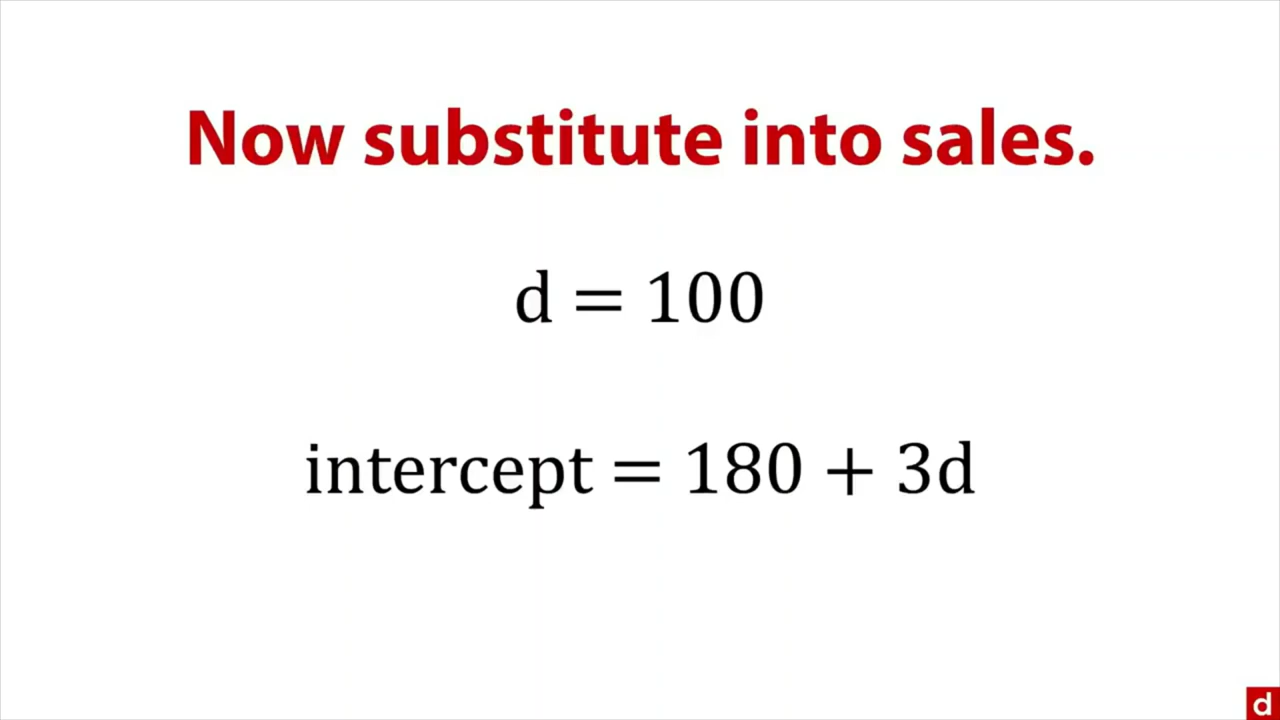 Now substitute into sales.
d = 100
intercept = 180 + 3d
d